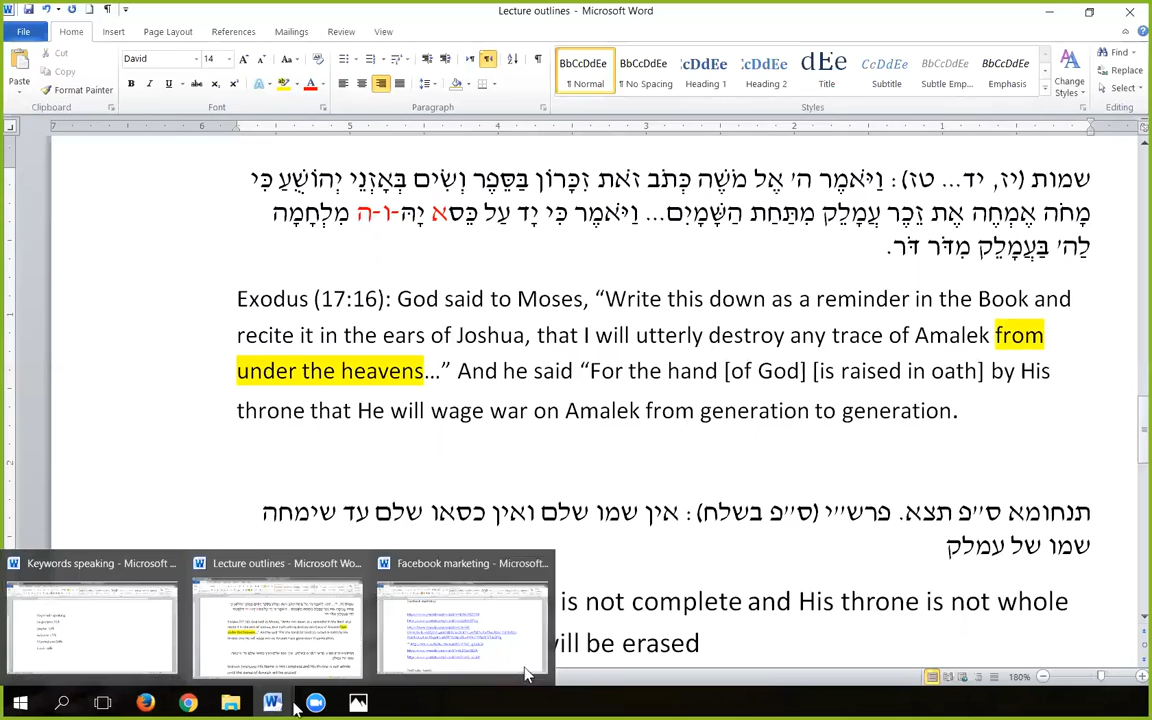 Lecture outlines - Microsoft Word
File
Home
Insert
Page Layout
References
Mailings
Review
View
Cut
Copy
Format Painter
Paste
David
14
Find
Replace
Select
AaBbCcDdEe
Normal
No Spacing
Heading 1
Heading 2
Title
Subtitle
Subtle Emp...
Emphasis
Change Styles
Clipboard
Font
Paragraph
Styles
Editing
שמות (יז, יד... טז): וַיֹּאמֶר ה' אֶל מֹשֶׁה כְּתֹב זֹאת זִכָּרוֹן בַּסֵּפֶר וְשִׂים בְּאָזְנֵי יְהוֹשֻׁעַ כִּי
מָחֹה אֶמְחֶה אֶת זֵכֶר עֲמָלֵק מִתַּחַת הַשָּׁמָיִם... וַיֹּאמֶר כִּי יָד עַל כֵּסא יָהּ-ו-ה מִלְחָמָה
לַה' בַּעֲמָלֵק מִדֹּר דֹּר.
Exodus (17:16): God said to Moses, “Write this down as a reminder in the Book and
recite it in the ears of Joshua, that I will utterly destroy any trace of Amalek from
under the heavens…” And he said “For the hand [of God] [is raised in oath] by His
throne that He will wage war on Amalek from generation to generation.
תנחומא ס"פ תצא. פרש"י (ס"פ בשלח): אין שמו שלם ואין כסאו שלם עד שימחה
שמו של עמלק
is not complete and His throne is not whole
will be erased
Keywords speaking - Microsoft ...
Lecture outlines - Microsoft Wo...
Facebook marketing - Microsoft...
180%